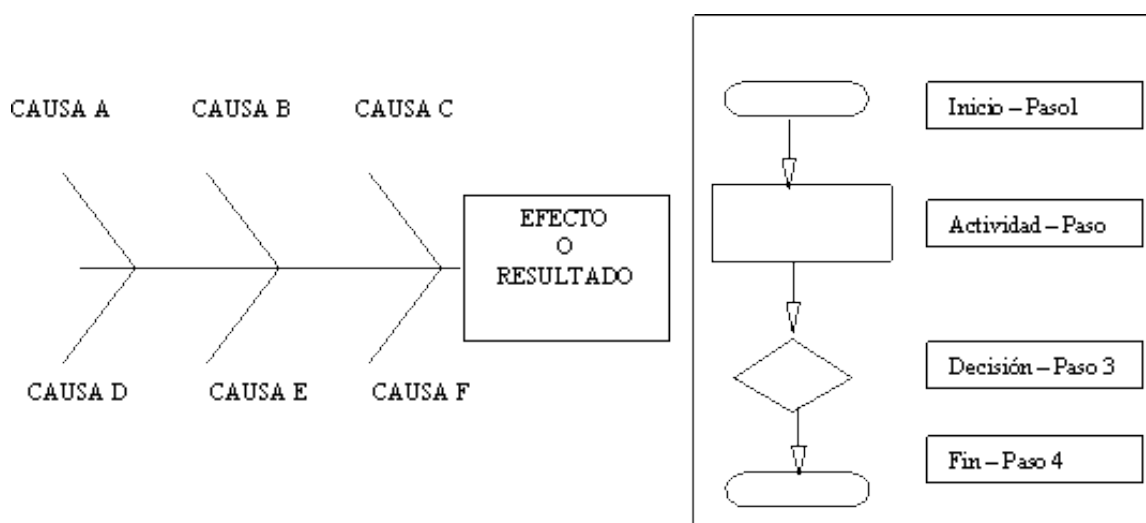 CAUSA A
CAUSA B
CAUSA C
EFECTO
O
RESULTADO
CAUSA D
CAUSA E
CAUSA F
Inicio – Paso1
Actividad – Paso
Decisión – Paso 3
Fin – Paso 4